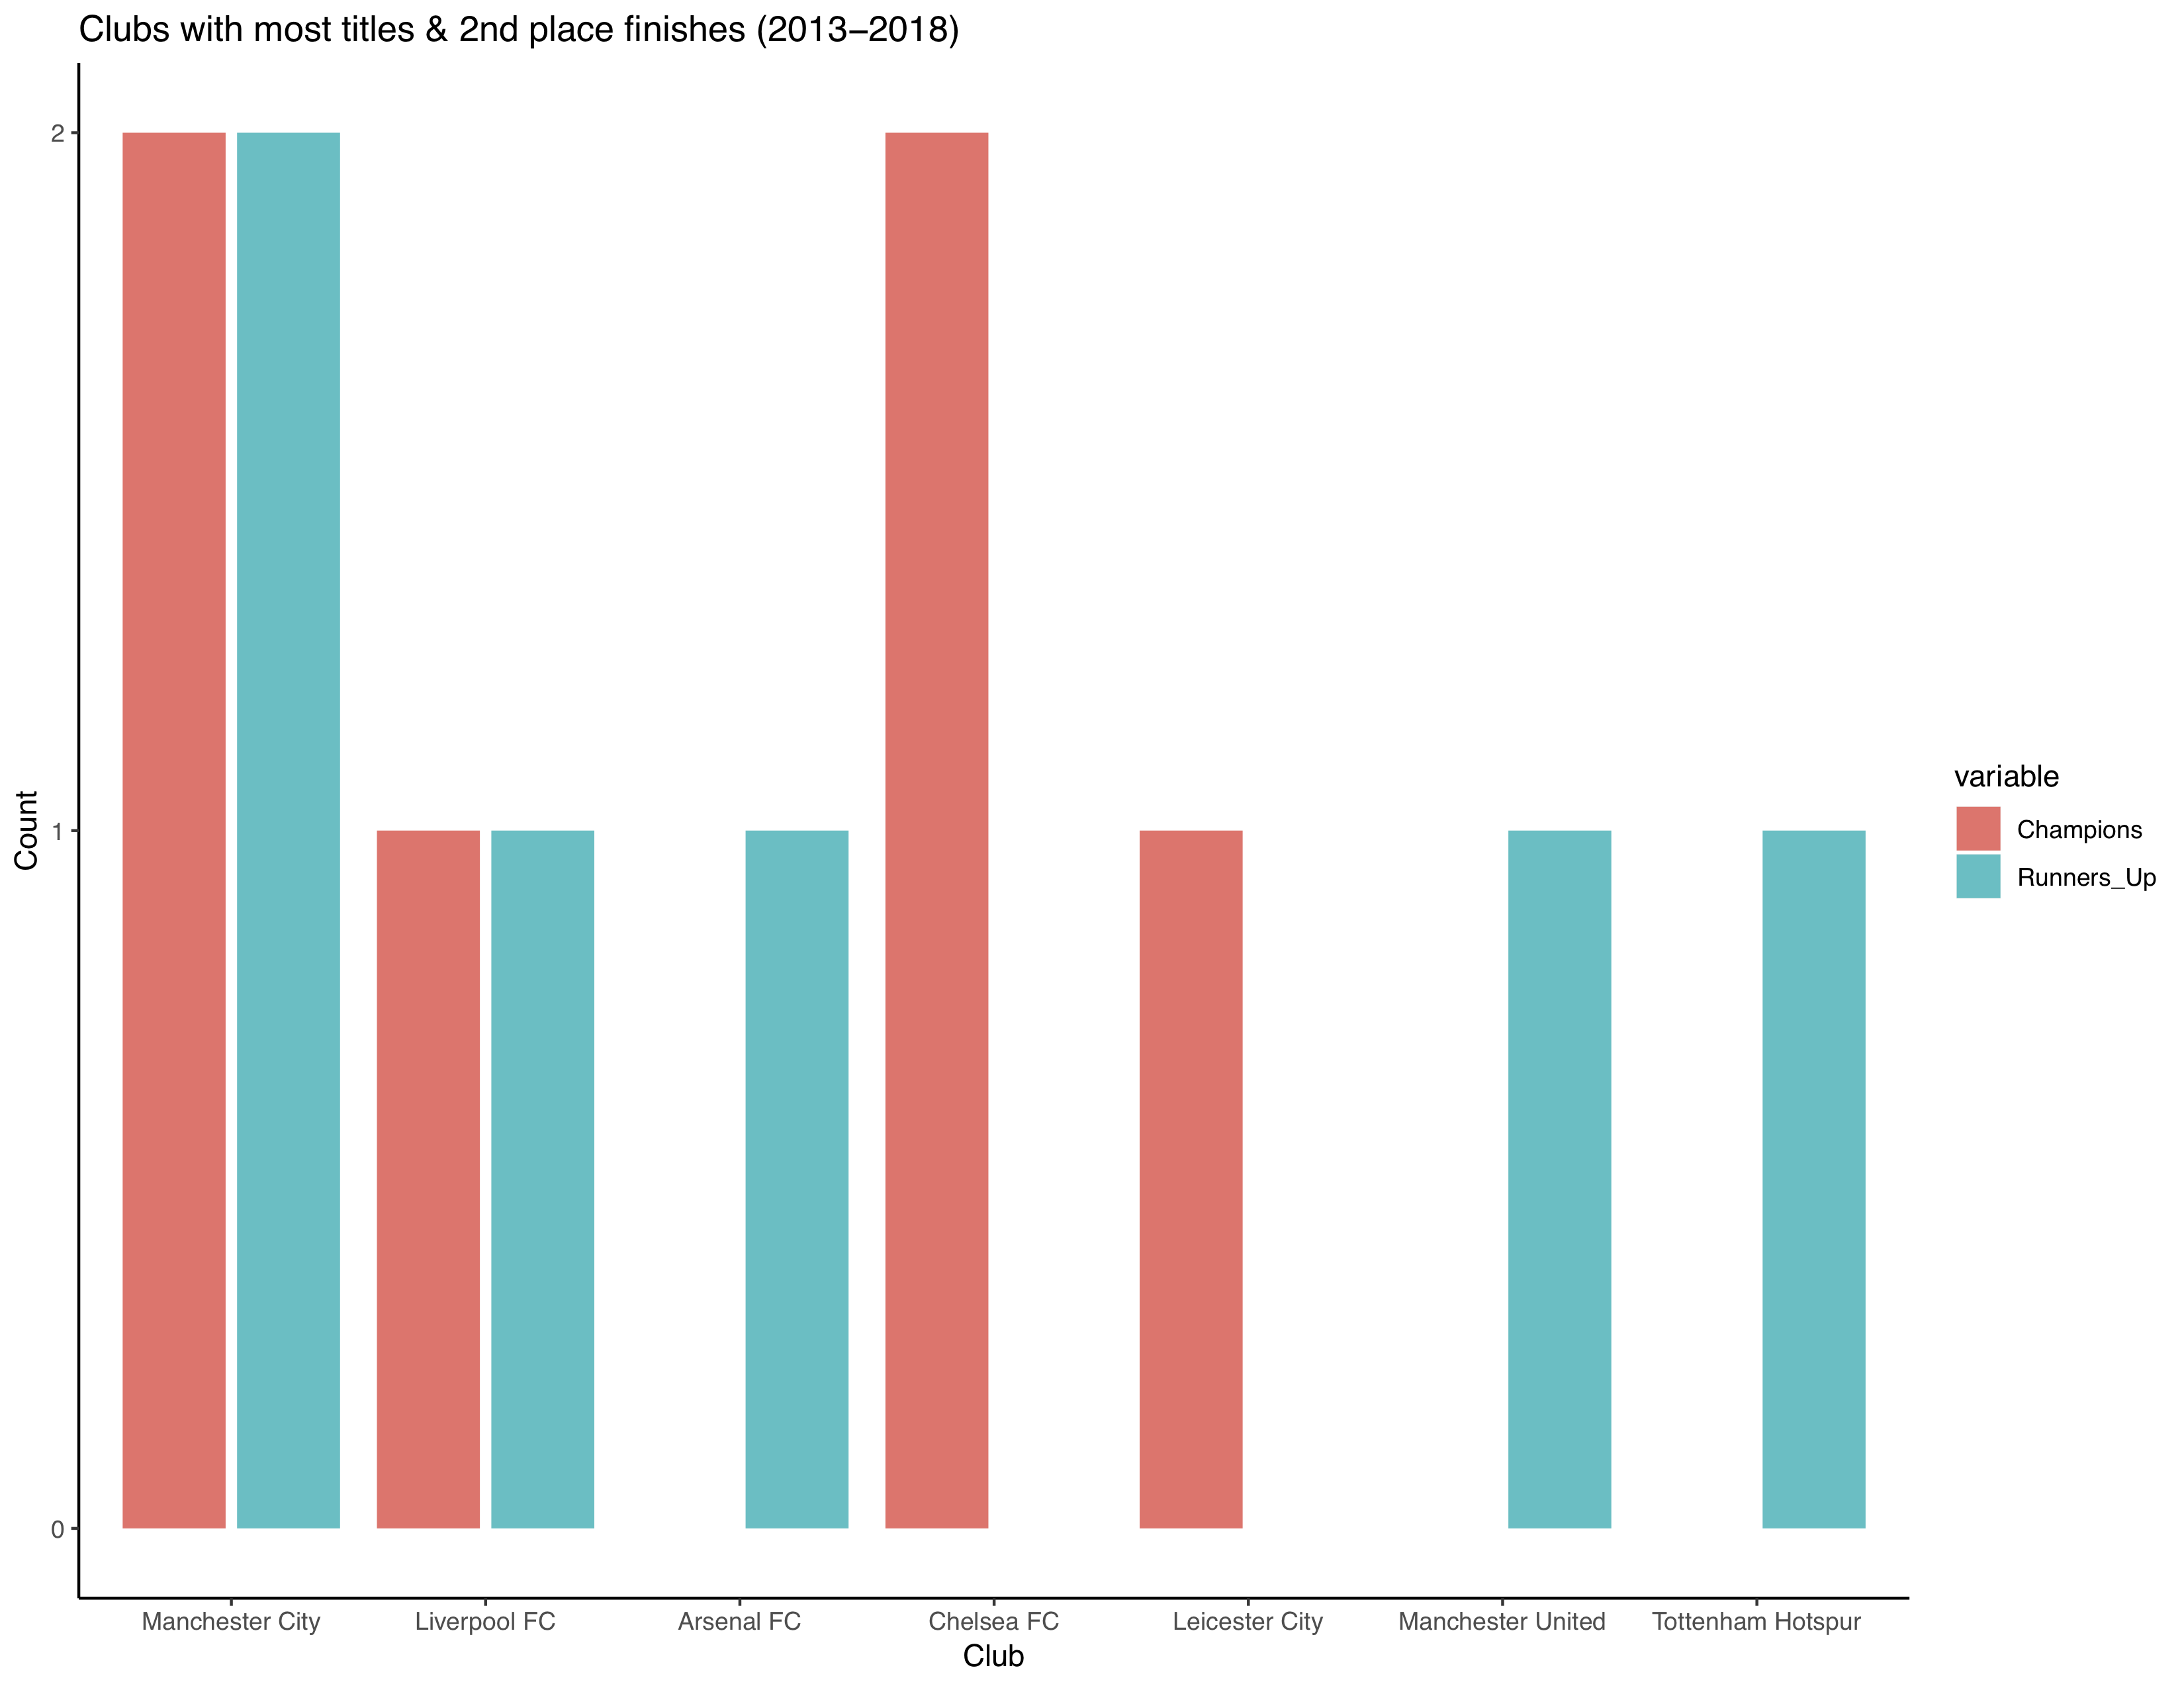 Clubs with most titles & 2nd place finishes (2013–2018)
2
1
0
Count
Manchester City Liverpool FC Arsenal FC Chelsea FC Leicester City Manchester United Tottenham Hotspur
Club
variable
Champions
Runners_Up